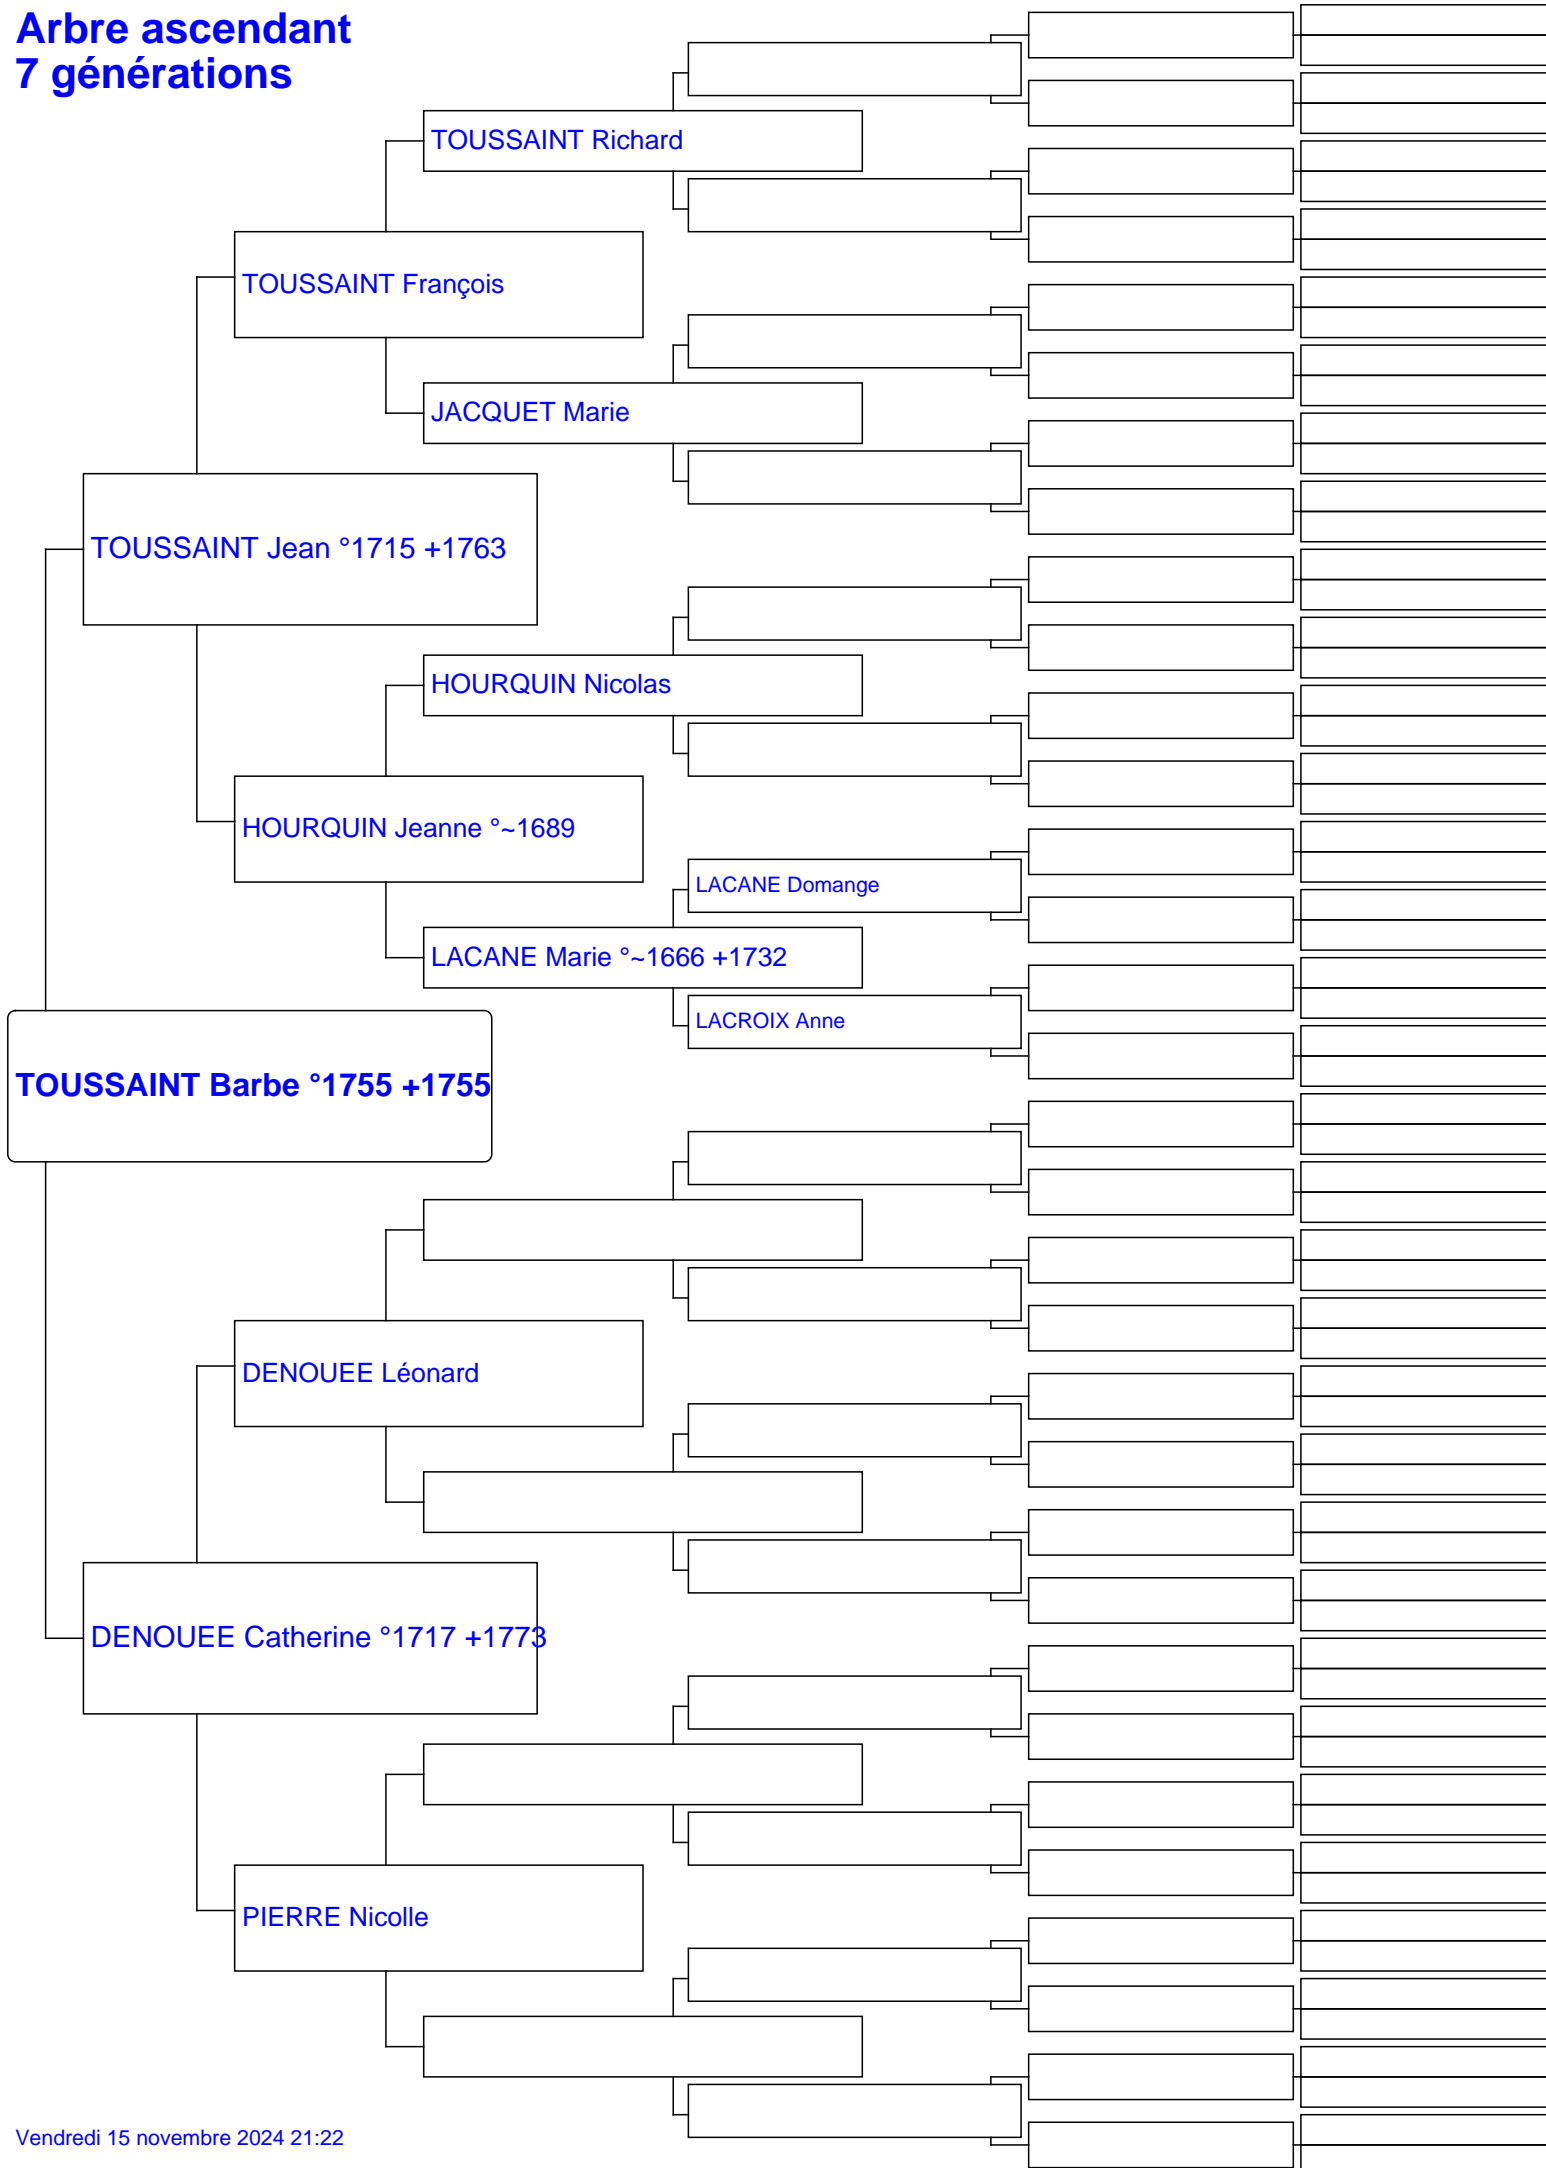 Arbre ascendant
7 générations
TOUSSAINT Richard
TOUSSAINT François
JACQUET Marie
TOUSSAINT Jean °1715 +1763
HOURQUIN Nicolas
HOURQUIN Jeanne °~1689
LACANE Domange
LACANE Marie °~1666 +1732
LACROIX Anne
TOUSSAINT Barbe °1755 +1755
DENOUEE Léonard
DENOUEE Catherine °1717 +1773
PIERRE Nicolle
Vendredi 15 novembre 2024 21:22